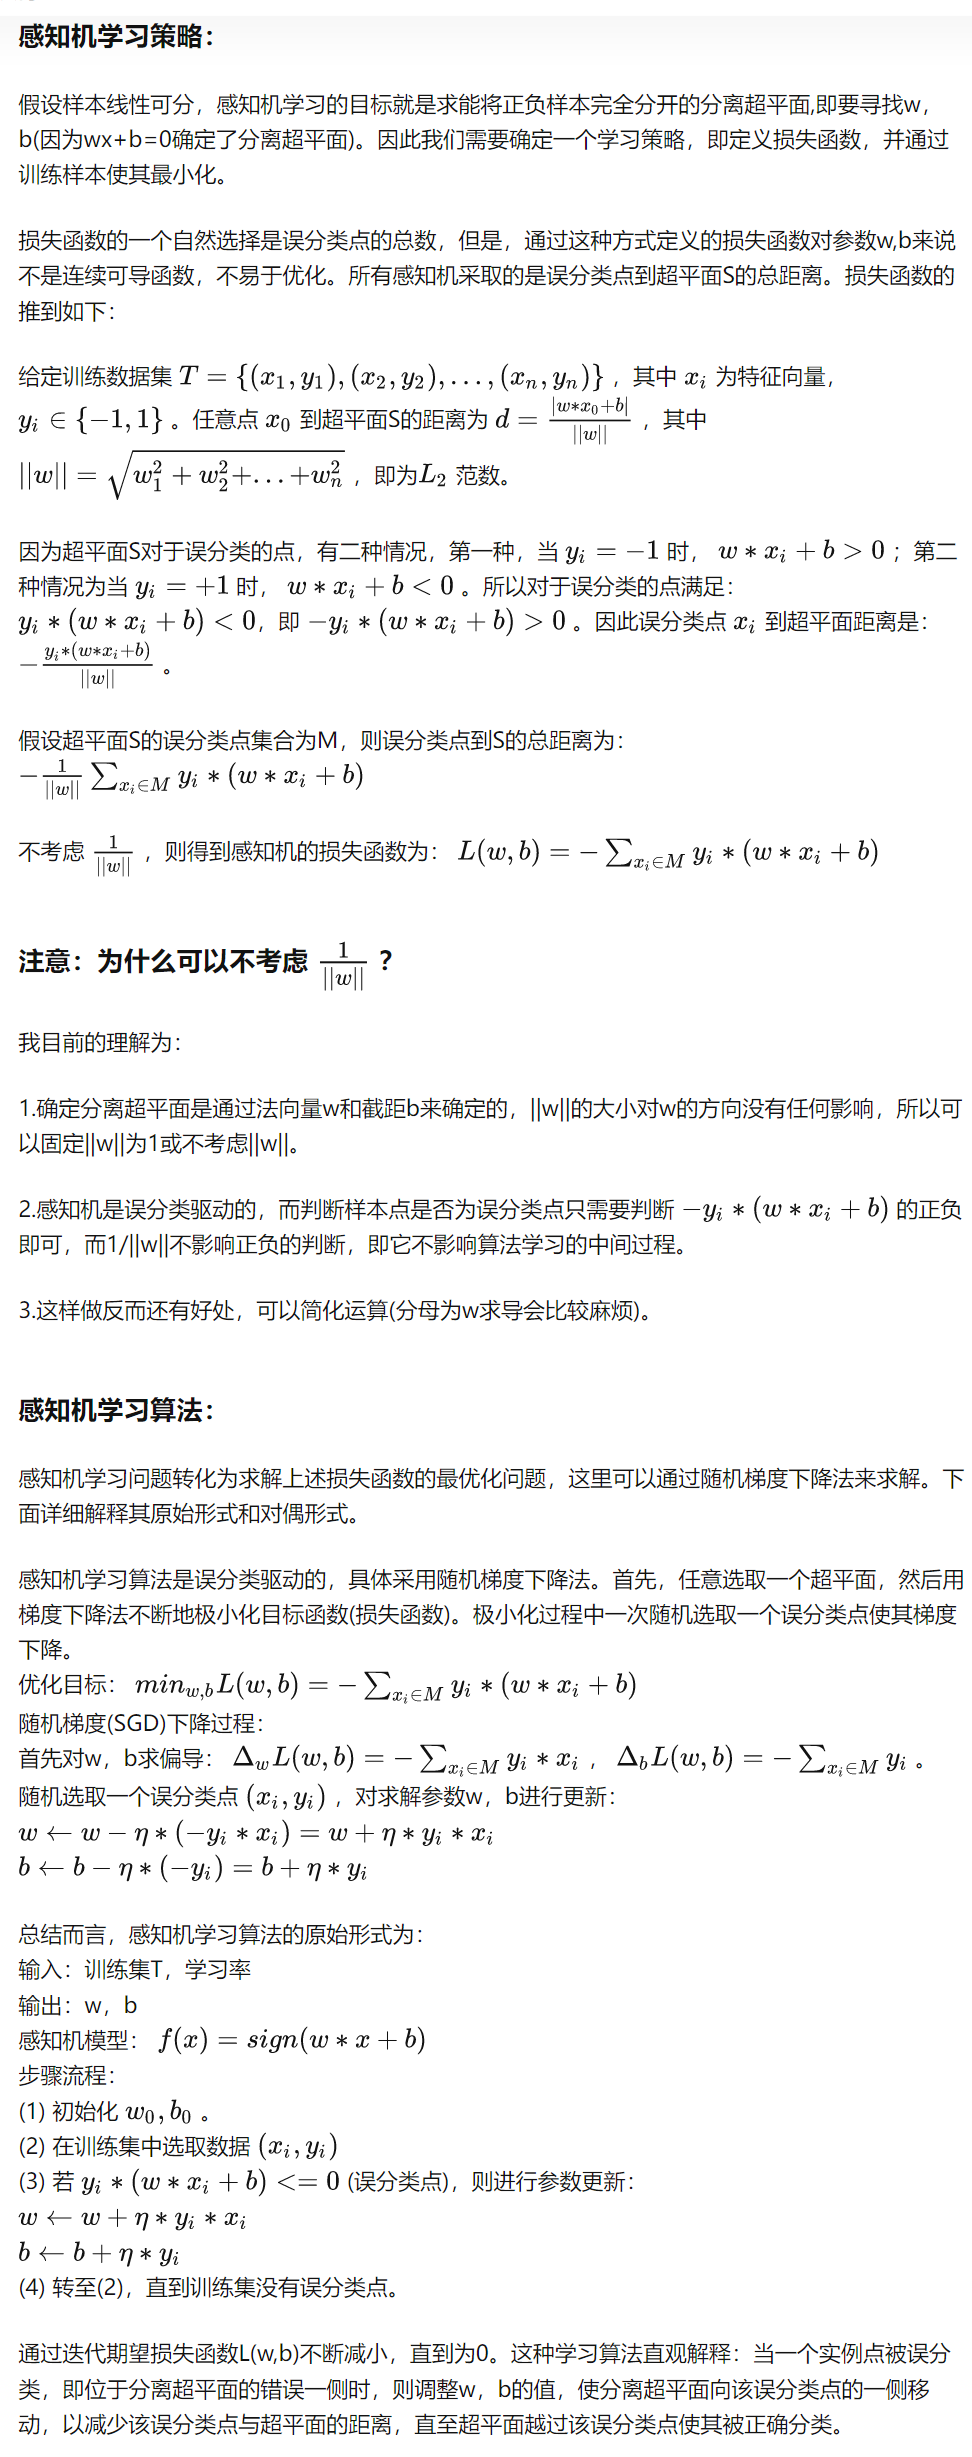 感知机学习策略：
假设样本线性可分，感知机学习的目标就是求能将正负样本完全分开的分离超平面,即要寻找w，
b(因为wx+b=0确定了分离超平面)。因此我们需要确定一个学习策略，即定义损失函数，并通过
训练样本使其最小化。
损失函数的一个自然选择是误分类点的总数，但是，通过这种方式定义的损失函数对参数w,b来说
不是连续可导函数，不易于优化。所有感知机采取的是误分类点到超平面S的总距离。损失函数的
推到如下：
给定训练数据集 $T = \{(x_1, y_1), (x_2, y_2), ..., (x_n, y_n)\}$ ，其中 $x_i$ 为特征向量，
$y_i \in \{-1, 1\}$ 。任意点 $x_0$ 到超平面S的距离为 $d = \frac{|w*x_0+b|}{||w||}$ ，其中
$||w|| = \sqrt{w_1^2 + w_2^2 + ... + w_n^2}$ ，即为$L_2$ 范数。
因为超平面S对于误分类的点，有二种情况，第一种，当 $y_i = -1$ 时， $w * x_i + b > 0$ ；第二
种情况为当 $y_i = +1$ 时， $w * x_i + b < 0$ 。所以对于误分类的点满足：
$y_i * (w * x_i + b) < 0$，即 $-y_i * (w * x_i + b) > 0$ 。因此误分类点 $x_i$ 到超平面距离是：
$-\frac{y_i*(w*x_i+b)}{||w||}$ 。
假设超平面S的误分类点集合为M，则误分类点到S的总距离为：
$-\frac{1}{||w||} \sum_{x_i \in M} y_i * (w * x_i + b)$
不考虑 $\frac{1}{||w||}$ ，则得到感知机的损失函数为： $L(w, b) = -\sum_{x_i \in M} y_i * (w * x_i + b)$
注意：为什么可以不考虑 $\frac{1}{||w||}$ ？
我目前的理解为：
1.确定分离超平面是通过法向量w和截距b来确定的，||w||的大小对w的方向没有任何影响，所以可
以固定||w||为1或不考虑||w||。
2.感知机是误分类驱动的，而判断样本点是否为误分类点只需要判断 $-y_i * (w * x_i + b)$ 的正负
即可，而1/||w||不影响正负的判断，即它不影响算法学习的中间过程。
3.这样做反而还有好处，可以简化运算(分母为w求导会比较麻烦)。
感知机学习算法：
感知机学习问题转化为求解上述损失函数的最优化问题，这里可以通过随机梯度下降法来求解。下
面详细解释其原始形式和对偶形式。
感知机学习算法是误分类驱动的，具体采用随机梯度下降法。首先，任意选取一个超平面，然后用
梯度下降法不断地极小化目标函数(损失函数)。极小化过程中一次随机选取一个误分类点使其梯度
下降。
优化目标： $min_{w,b} L(w, b) = -\sum_{x_i \in M} y_i * (w * x_i + b)$
随机梯度(SGD)下降过程：
首先对w，b求偏导： $\Delta_w L(w, b) = -\sum_{x_i \in M} y_i * x_i$ ， $\Delta_b L(w, b) = -\sum_{x_i \in M} y_i$ 。
随机选取一个误分类点 $(x_i, y_i)$ ，对求解参数w，b进行更新：
$w \leftarrow w - \eta * (-y_i * x_i) = w + \eta * y_i * x_i$
$b \leftarrow b - \eta * (-y_i) = b + \eta * y_i$
总结而言，感知机学习算法的原始形式为：
输入：训练集T，学习率
输出：w，b
感知机模型： $f(x) = sign(w * x + b)$
步骤流程：
(1) 初始化 $w_0, b_0$ 。
(2) 在训练集中选取数据 $(x_i, y_i)$
(3) 若 $y_i * (w * x_i + b) <= 0$ (误分类点)，则进行参数更新：
$w \leftarrow w + \eta * y_i * x_i$
$b \leftarrow b + \eta * y_i$
(4) 转至(2)，直到训练集没有误分类点。
通过迭代期望损失函数L(w,b)不断减小，直到为0。这种学习算法直观解释：当一个实例点被误分
类，即位于分离超平面的错误一侧时，则调整w，b的值，使分离超平面向该误分类点的一侧移
动，以减少该误分类点与超平面的距离，直至超平面越过该误分类点使其被正确分类。